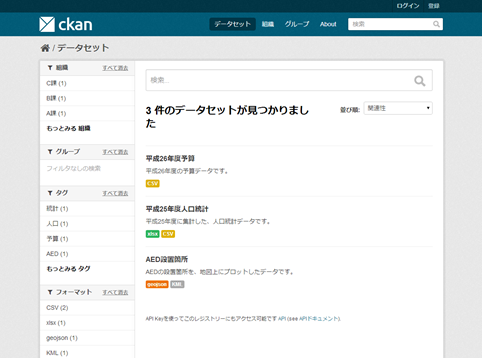 ログイン 登録
ckan
データセット 組織 グループ About 検索
/ データセット
組織 すべて消去
C課 (1)
B課 (1)
A課 (1)
もっとみる 組織
グループ すべて消去
フィルタなしの検索
タグ すべて消去
統計 (1)
人口 (1)
予算 (1)
AED (1)
もっとみる タグ
フォーマット すべて消去
CSV (2)
xlsx (1)
geojson (1)
KML (1)
検索...
3 件のデータセットが見つかりまし
た
並び順: 関連性
平成26年度予算
平成26年度の予算データです。
CSV
平成25年度人口統計
平成25年度に集計した、人口統計データです。
xlsx CSV
AED設置箇所
AEDの設置箇所を、地図上にプロットしたデータです。
geojson KML
API Keyを使ってこのレジストリーにもアクセス可能です API (see APIドキュメント).